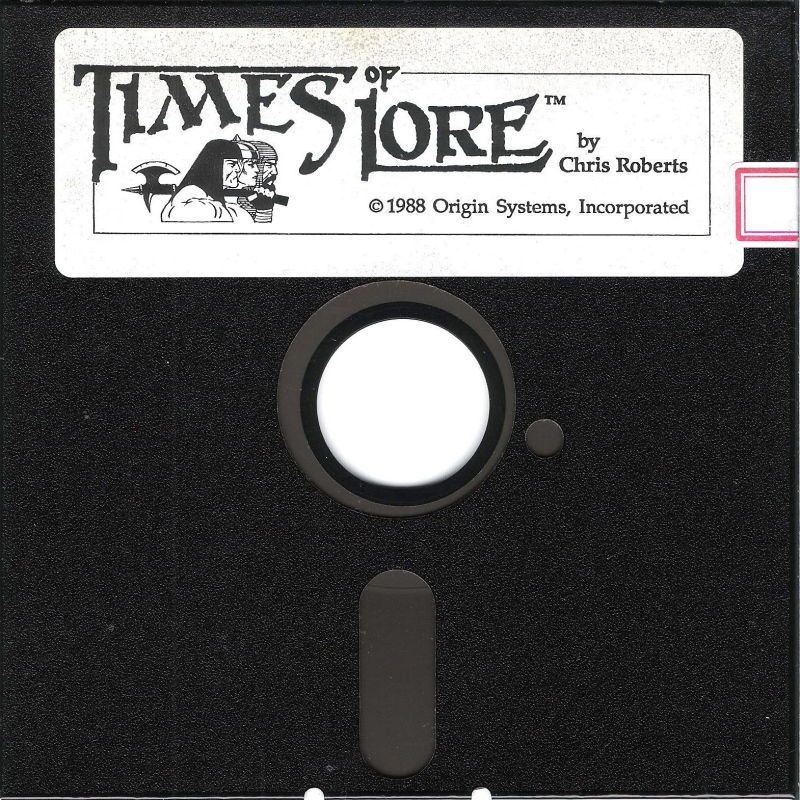 TIMES OF LORE™
by
Chris Roberts
© 1988 Origin Systems, Incorporated